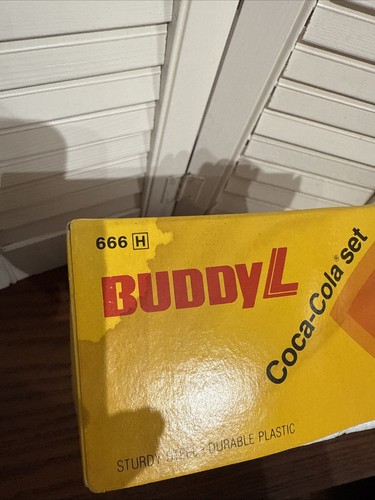 666 H
BUDDY L
Coca-Cola® set
STURDY STEEL • DURABLE PLASTIC